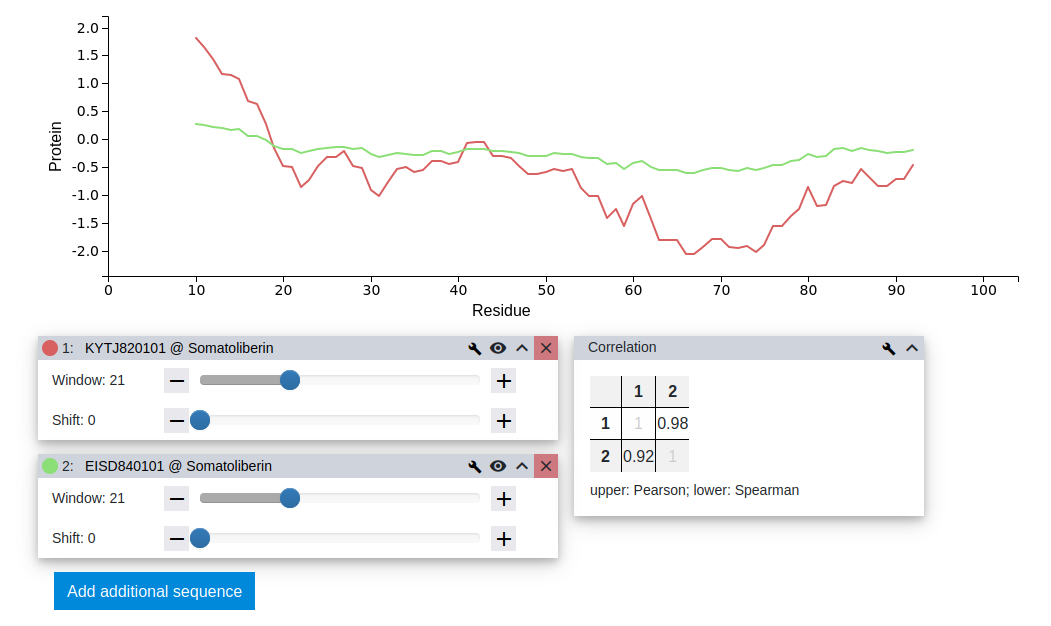 2.0
1.5
1.0
0.5
0.0
-0.5
-1.0
-1.5
-2.0
Protein
0 10 20 30 40 50 60 70 80 90 100
Residue
1: KYTJ820101 @ Somatoliberin
Window: 21
Shift: 0
2: EISD840101 @ Somatoliberin
Window: 21
Shift: 0
Add additional sequence
Correlation
1 2
1 1 0.98
2 0.92 1
upper: Pearson; lower: Spearman